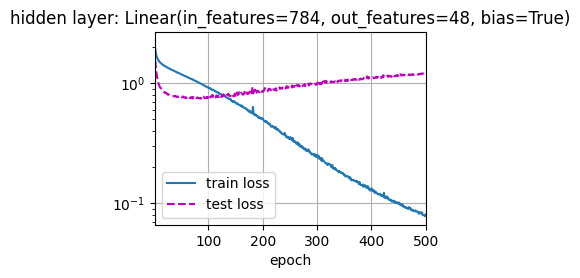 hidden layer: Linear(in_features=784, out_features=48, bias=True)
10⁰
10⁻¹
train loss
test loss
100 200 300 400 500
epoch